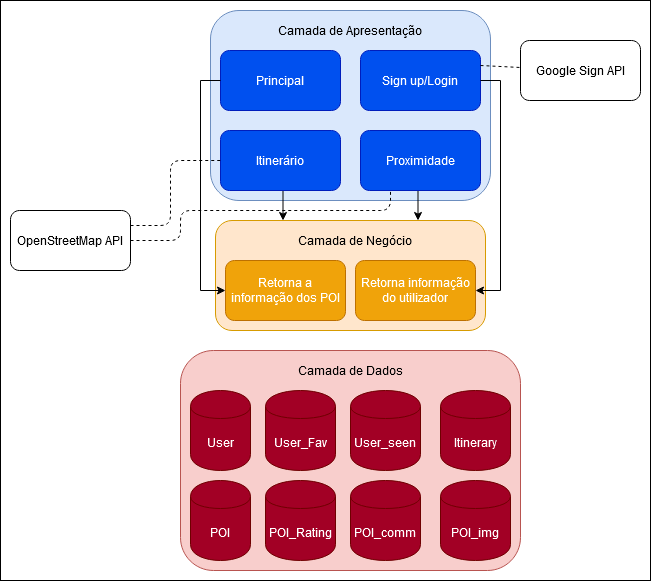 Camada de Apresentação
Principal
Sign up/Login
Google Sign API
Itinerário
Proximidade
OpenStreetMap API
Camada de Negócio
Retorna a
informação dos POI
Retorna informação
do utilizador
Camada de Dados
User
User_Fav
User_seen
Itinerary
POI
POI_Rating
POI_comm
POI_img